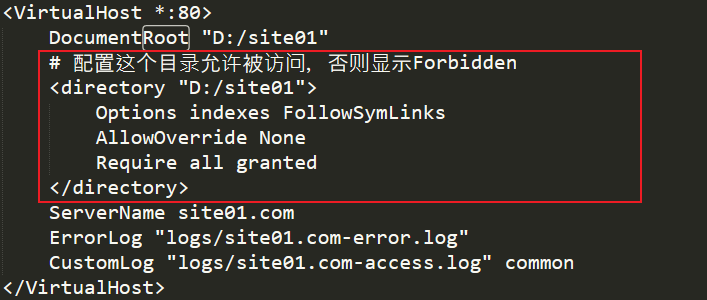 <VirtualHost *:80>
DocumentRoot "D:/site01"
# 配置这个目录允许被访问，否则显示Forbidden
<directory "D:/site01">
Options indexes FollowSymLinks
AllowOverride None
Require all granted
</directory>
ServerName site01.com
ErrorLog "logs/site01.com-error.log"
CustomLog "logs/site01.com-access.log" common
</VirtualHost>